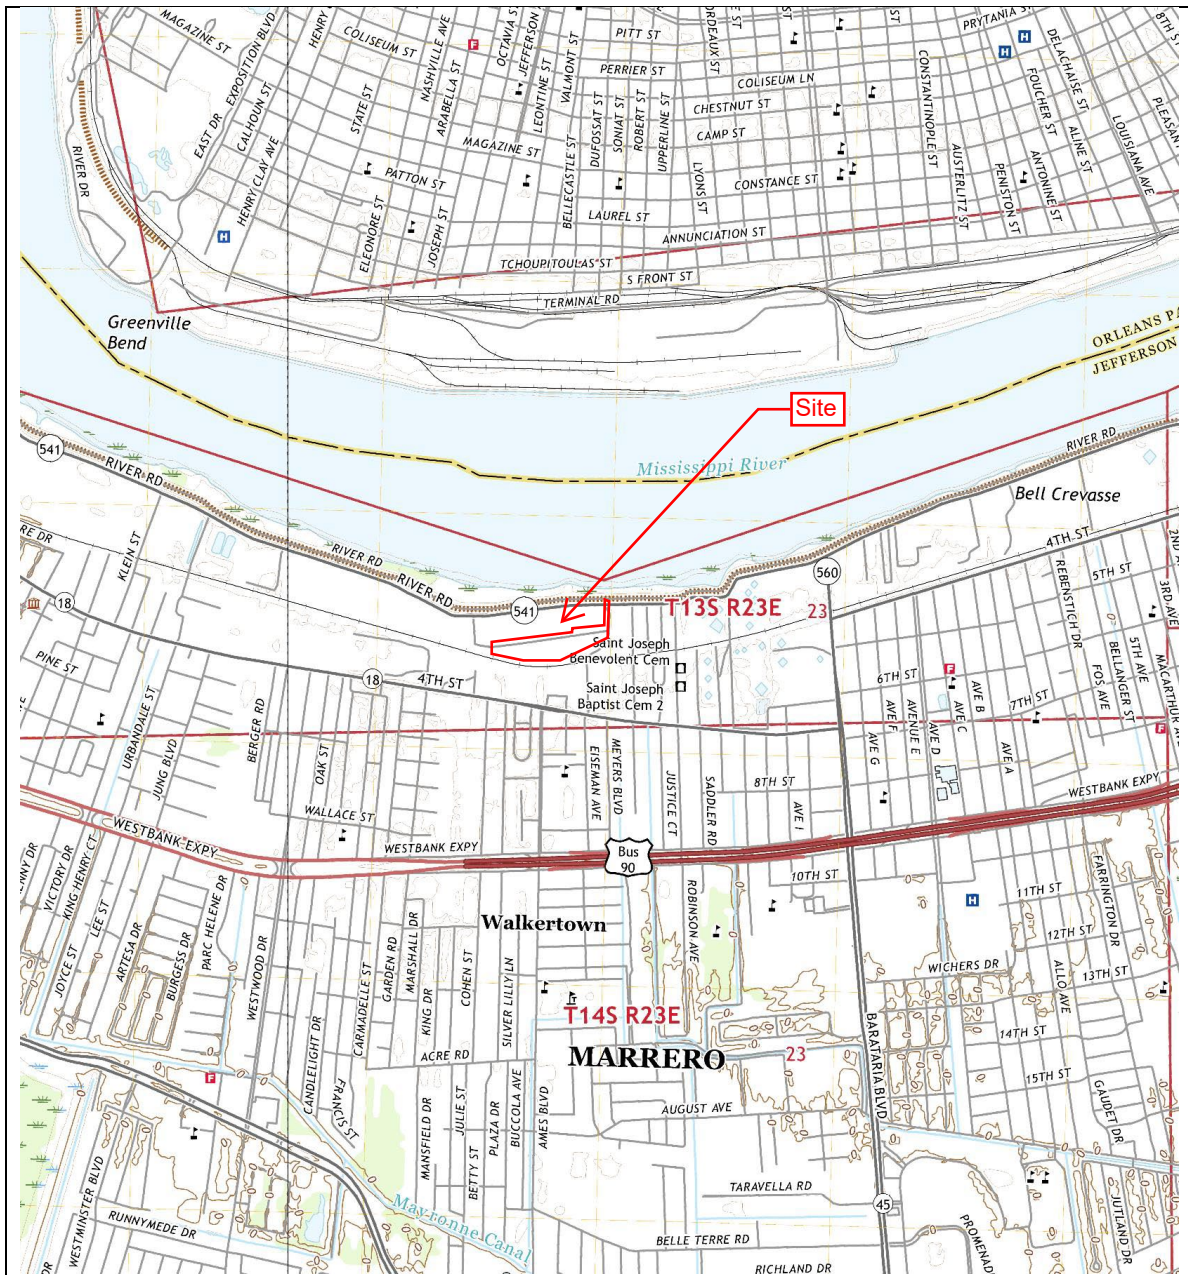 MAGAZINE ST
HENRY
COLISEUM ST
NASHVILLE AVE
ARABELLA ST
F
OCTAVIA ST
JEFFERSON
LEONTINE ST
VALMONT ST
PITT ST
PERRIER ST
COLISEUM LN
CHESTNUT ST
CAMP ST
CONSTANCE ST
PRYTANIA ST
H
H
8TH ST
DELACHAISE ST
FOUCHER ST
ALINE ST
LOUISIANA AVE
PLEASANT
CONSTANTINOPLE ST
AUSTERLITZ ST
PENISTON ST
ANTONINE ST
EAST DR
EXPOSITION BLVD
CALHOUN ST
HENRY CLAY AVE
STATE ST
RIVER DR
MAGAZINE ST
PATTON ST
BELLECASTLE ST
DUFOSSAT ST
SONIAT ST
ROBERT ST
UPPERLINE ST
LYONS ST
LAUREL ST
ANNUNCIATION ST
ELEONORE ST
JOSEPH ST
H
TCHOUPITOULAS ST
S FRONT ST
TERMINAL RD
Greenville
Bend
ORLEANS PA
JEFFERSON
Site
Mississippi River
541
RIVER RD
RIVER RD
RIVER RD
541
RIVER RD
Bell Crevasse
RE DR
KLEIN ST
18
560
4TH ST
T13S R23E
23
Saint Joseph
Benevolent Cem
Saint Joseph
Baptist Cem 2
REBENSTICH DR
5TH ST
2ND
3RD AVE
5TH AVE
BELLANGER ST
FOS AVE
MACARTHUR AVE
F
PINE ST
18
4TH ST
6TH ST
F
7TH ST
AVE F
AVENUE E
AVE D
AVE C
AVE B
AVE A
AVE G
URBANDALE ST
JUNG BLVD
BERGER RD
OAK ST
WALLACE ST
EISEMAN AVE
MEYERS BLVD
JUSTICE CT
SADDLER RD
8TH ST
AVE I
WESTBANK EXPY
WESTBANK EXPY
WESTBANK EXPY
Bus
90
10TH ST
VICTORY DR
KING HENRY CT
JOYCE ST
LEE ST
ARTESA DR
BURGESS DR
PARC HELENE DR
WESTWOOD DR
Walkertown
ROBINSON AVE
H
11TH ST
12TH ST
13TH ST
14TH ST
15TH ST
FARRINGTON DR
WICHERS DR
ALLO AVE
GAUDET DR
CARMADELLE ST
GARDEN RD
MARSHALL DR
KING DR
COHEN ST
SILVER LILLY LN
T14S R23E
MARRERO
23
BARATARIA BLVD
ACRE RD
CANDLELIGHT DR
FRANCIS ST
F
MANSFIELD DR
JULIE ST
BETTY ST
PLAZA DR
BUCCOLA AVE
AMES BLVD
AUGUST AVE
TARAVELLA RD
45
BELLE TERRE RD
RICHLAND DR
PROMENAD
JUTLAND DR
WESTMINSTER BLVD
RUNNYMEDE DR
Mayronne Canal